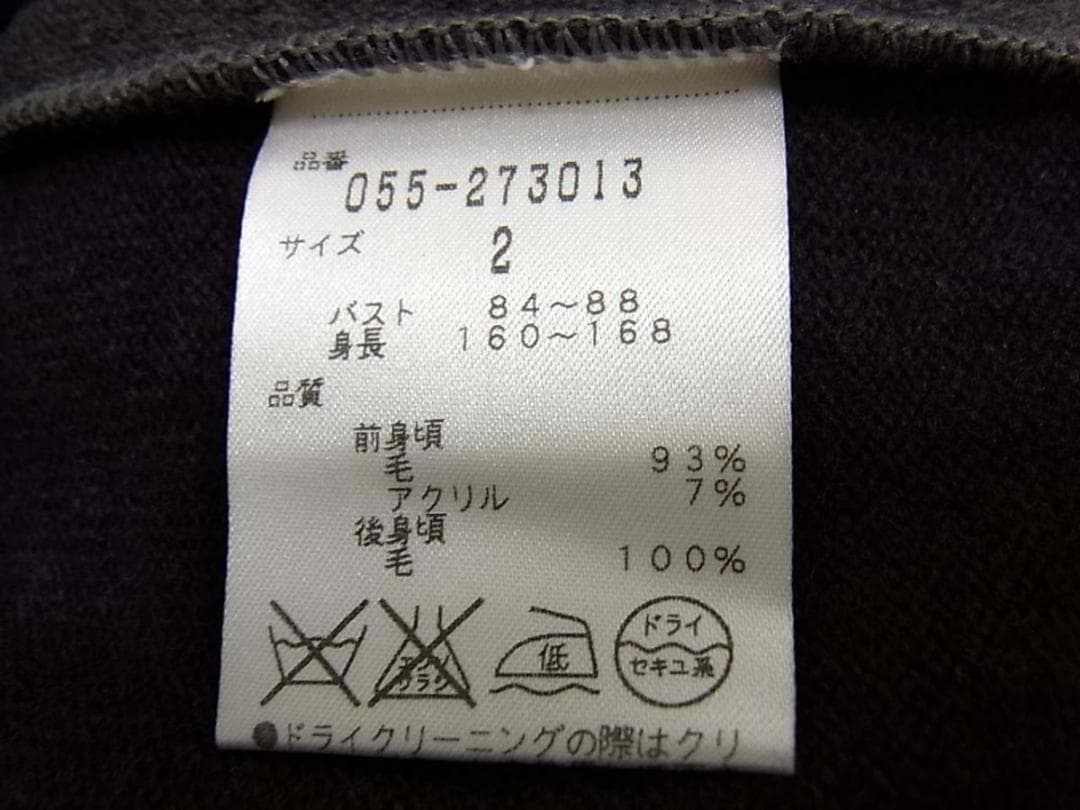 品番
055-273013
サイズ 2
バスト 84～88
身長 160～168
品質
前身頃
毛 93%
アクリル 7%
後身頃
毛 100%
エンソ
サラシ
低
ドライ
セキユ系
●ドライクリーニングの際はクリ